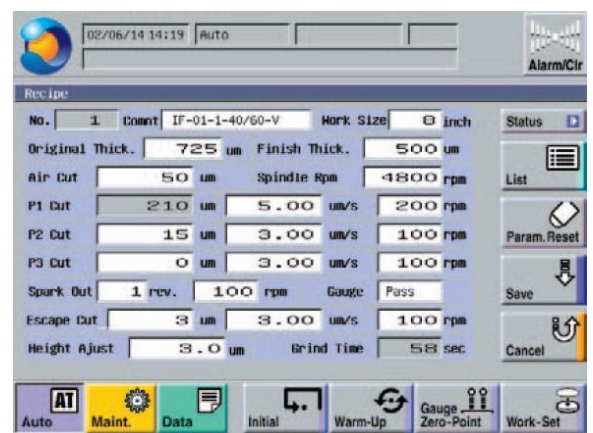 02/06/14 14:19 Auto
Alarm/Clr
Recipe
No. 1 Comnt IF-01-1-40/60-V Work Size 8 inch
Status
Original Thick. 725 um Finish Thick. 500 um
List
Air Cut 50 um Spindle Rpm 4800 rpm
P1 Cut 210 um 5.00 um/s 200 rpm
P2 Cut 15 um 3.00 um/s 100 rpm
Param.Reset
P3 Cut 0 um 3.00 um/s 100 rpm
Spark Out 1 rev. 100 rpm Gauge Pass
Save
Escape Cut 3 um 3.00 um/s 100 rpm
Height Ajust 3.0 um Grind Time 58 sec
Cancel
AT
Auto Maint. Data Initial Warm-Up Gauge Zero-Point Work-Set